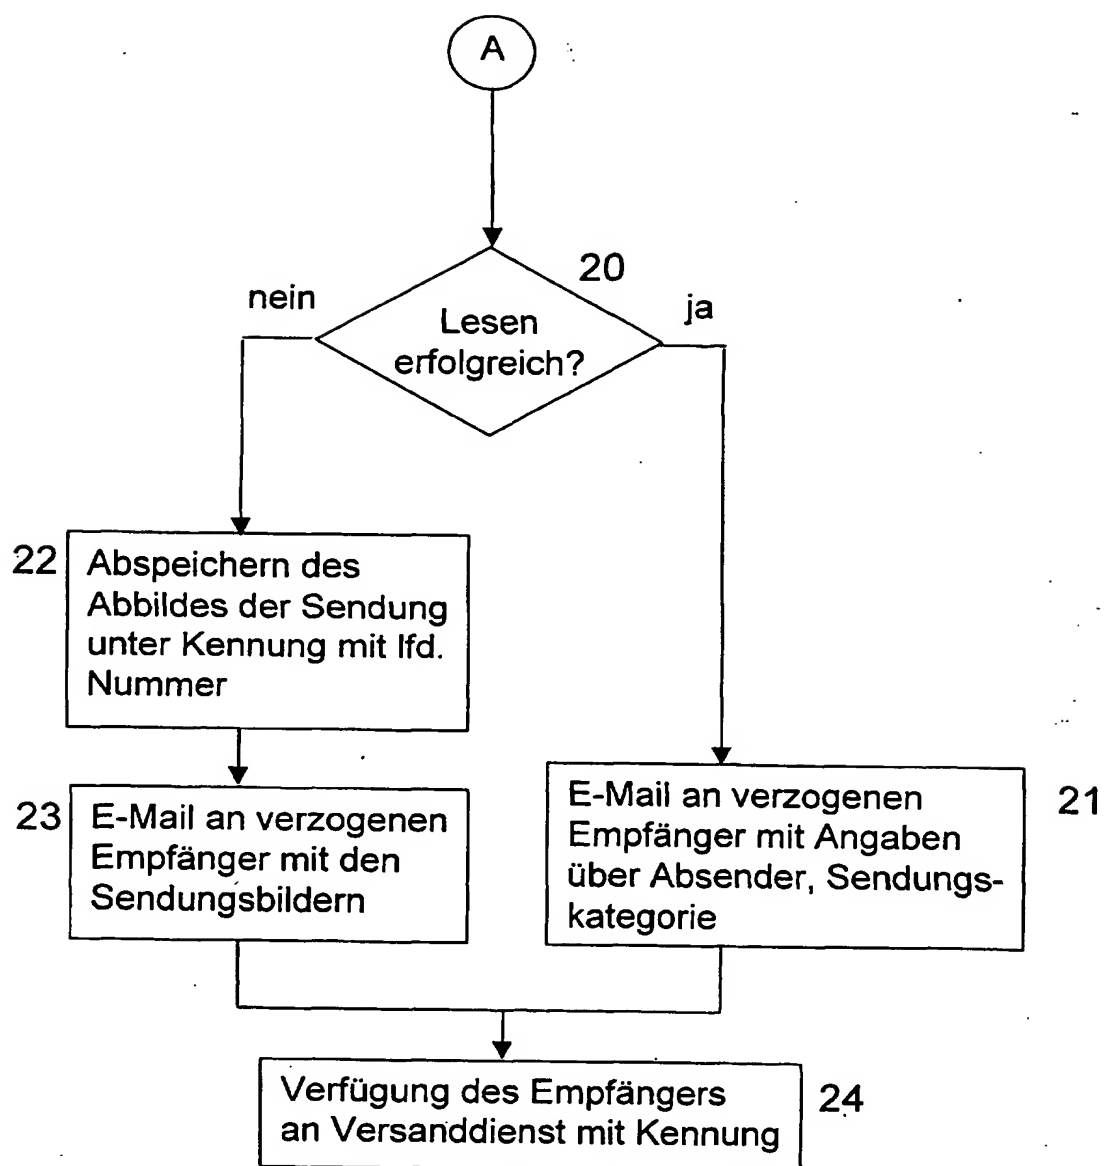 A
20
nein
ja
Lesen
erfolgreich?
22
Abspeichern des
Abbildes der Sendung
unter Kennung mit lfd.
Nummer
23
E-Mail an verzogenen
Empfänger mit den
Sendungsbildern
E-Mail an verzogenen
Empfänger mit Angaben
über Absender, Sendungs-
kategorie
21
Verfügung des Empfängers
an Versanddienst mit Kennung
24